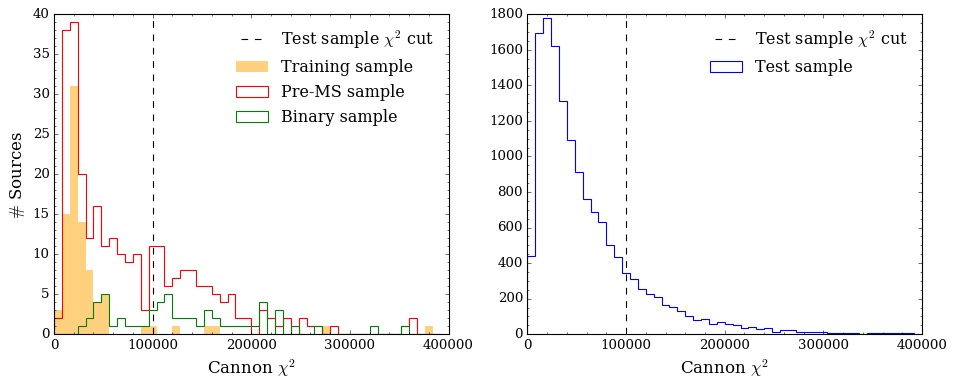 40
35
30
25
20
15
10
5
0
# Sources
Test sample χ² cut
Training sample
Pre-MS sample
Binary sample
0 100000 200000 300000 400000
Cannon χ²
1800
1600
1400
1200
1000
800
600
400
200
0
Test sample χ² cut
Test sample
0 100000 200000 300000 400000
Cannon χ²